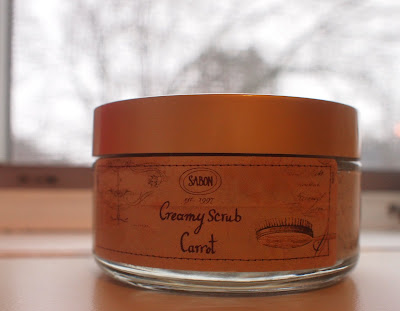 SABON
EST. 1997
Creamy Scrub
Carrot